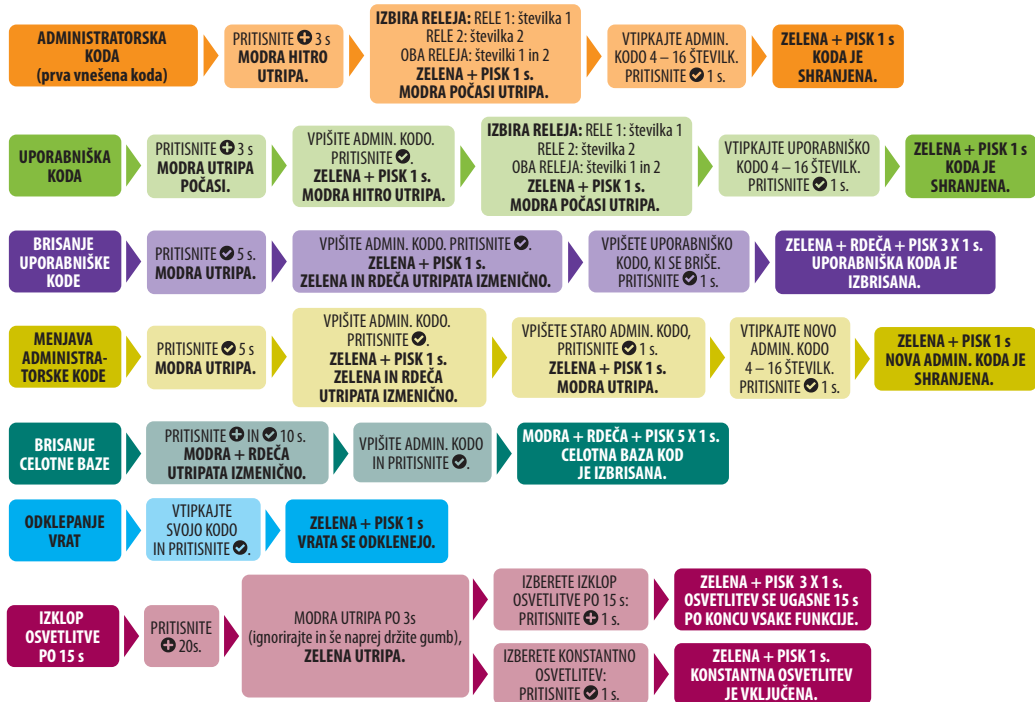 ADMINISTRATORSKA
KODA
(prva vnešena koda)
PRITISNITE ➕ 3 s
MODRA HITRO
UTRIPA.
IZBIRA RELEJA: RELE 1: številka 1
RELE 2: številka 2
OBA RELEJA: številki 1 in 2
ZELENA + PISK 1 s.
MODRA POČASI UTRIPA.
VTIPKAJTE ADMIN.
KODO 4 – 16 ŠTEVILK.
PRITISNITE ✔ 1 s.
ZELENA + PISK 1 s
KODA JE
SHRANJENA.
UPORABNIŠKA
KODA
PRITISNITE ➕ 3 s
MODRA UTRIPA
POČASI.
VPIŠITE ADMIN. KODO.
PRITISNITE ✔.
ZELENA + PISK 1 s.
MODRA HITRO UTRIPA.
IZBIRA RELEJA: RELE 1: številka 1
RELE 2: številka 2
OBA RELEJA: številki 1 in 2
ZELENA + PISK 1 s.
MODRA POČASI UTRIPA.
VTIPKAJTE UPORABNIŠKO
KODO 4 – 16 ŠTEVILK.
PRITISNITE ✔ 1 s.
ZELENA + PISK 1 s
KODA JE
SHRANJENA.
BRISANJE
UPORABNIŠKE
KODE
PRITISNITE ✔ 5 s.
MODRA UTRIPA.
VPIŠITE ADMIN. KODO. PRITISNITE ✔.
ZELENA + PISK 1 s.
ZELENA IN RDEČA UTRIPATA IZMENIČNO.
VPIŠETE UPORABNIŠKO
KODO, KI SE BRIŠE.
PRITISNITE ✔ 1 s.
ZELENA + RDEČA + PISK 3 X 1 s.
UPORABNIŠKA KODA JE
IZBRISANA.
MENJAVA
ADMINISTRA-
TORSKE KODE
PRITISNITE ✔ 5 s
MODRA UTRIPA.
VPIŠITE ADMIN. KODO.
PRITISNITE ✔.
ZELENA + PISK 1 s.
ZELENA IN RDEČA
UTRIPATA IZMENIČNO.
VPIŠETE STARO ADMIN. KODO,
PRITISNITE ✔ 1 s.
ZELENA + PISK 1 s.
MODRA UTRIPA.
VTIPKAJTE NOVO
ADMIN. KODO
4 – 16 ŠTEVILK.
PRITISNITE ✔ 1 s.
ZELENA + PISK 1 s
NOVA ADMIN. KODA JE
SHRANJENA.
BRISANJE
CELOTNE BAZE
PRITISNITE ➕ IN ✔ 10 s.
MODRA + RDEČA
UTRIPATA IZMENIČNO.
VPIŠITE ADMIN. KODO
IN PRITISNITE ✔.
MODRA + RDEČA + PISK 5 X 1 s.
CELOTNA BAZA KOD
JE IZBRISANA.
ODKLEPANJE
VRAT
VTIPKAJTE
SVOJO KODO
IN PRITISNITE ✔.
ZELENA + PISK 1 s
VRATA SE ODKLENEJO.
IZKLOP
OSVETLITVE
PO 15 s
PRITISNITE
➕ 20s.
MODRA UTRIPA PO 3s
(ignorirajte in še naprej držite gumb),
ZELENA UTRIPA.
IZBERETE IZKLOP
OSVETLITVE PO 15 s:
PRITISNITE ➕ 1 s.
ZELENA + PISK 3 X 1 s.
OSVETLITEV SE UGASNE 15 s
PO KONCU VSAKE FUNKCIJE.
IZBERETE KONSTANTNO
OSVETLITEV:
PRITISNITE ✔ 1 s.
ZELENA + PISK 1 s.
KONSTANTNA OSVETLITEV
JE VKLJUČENA.